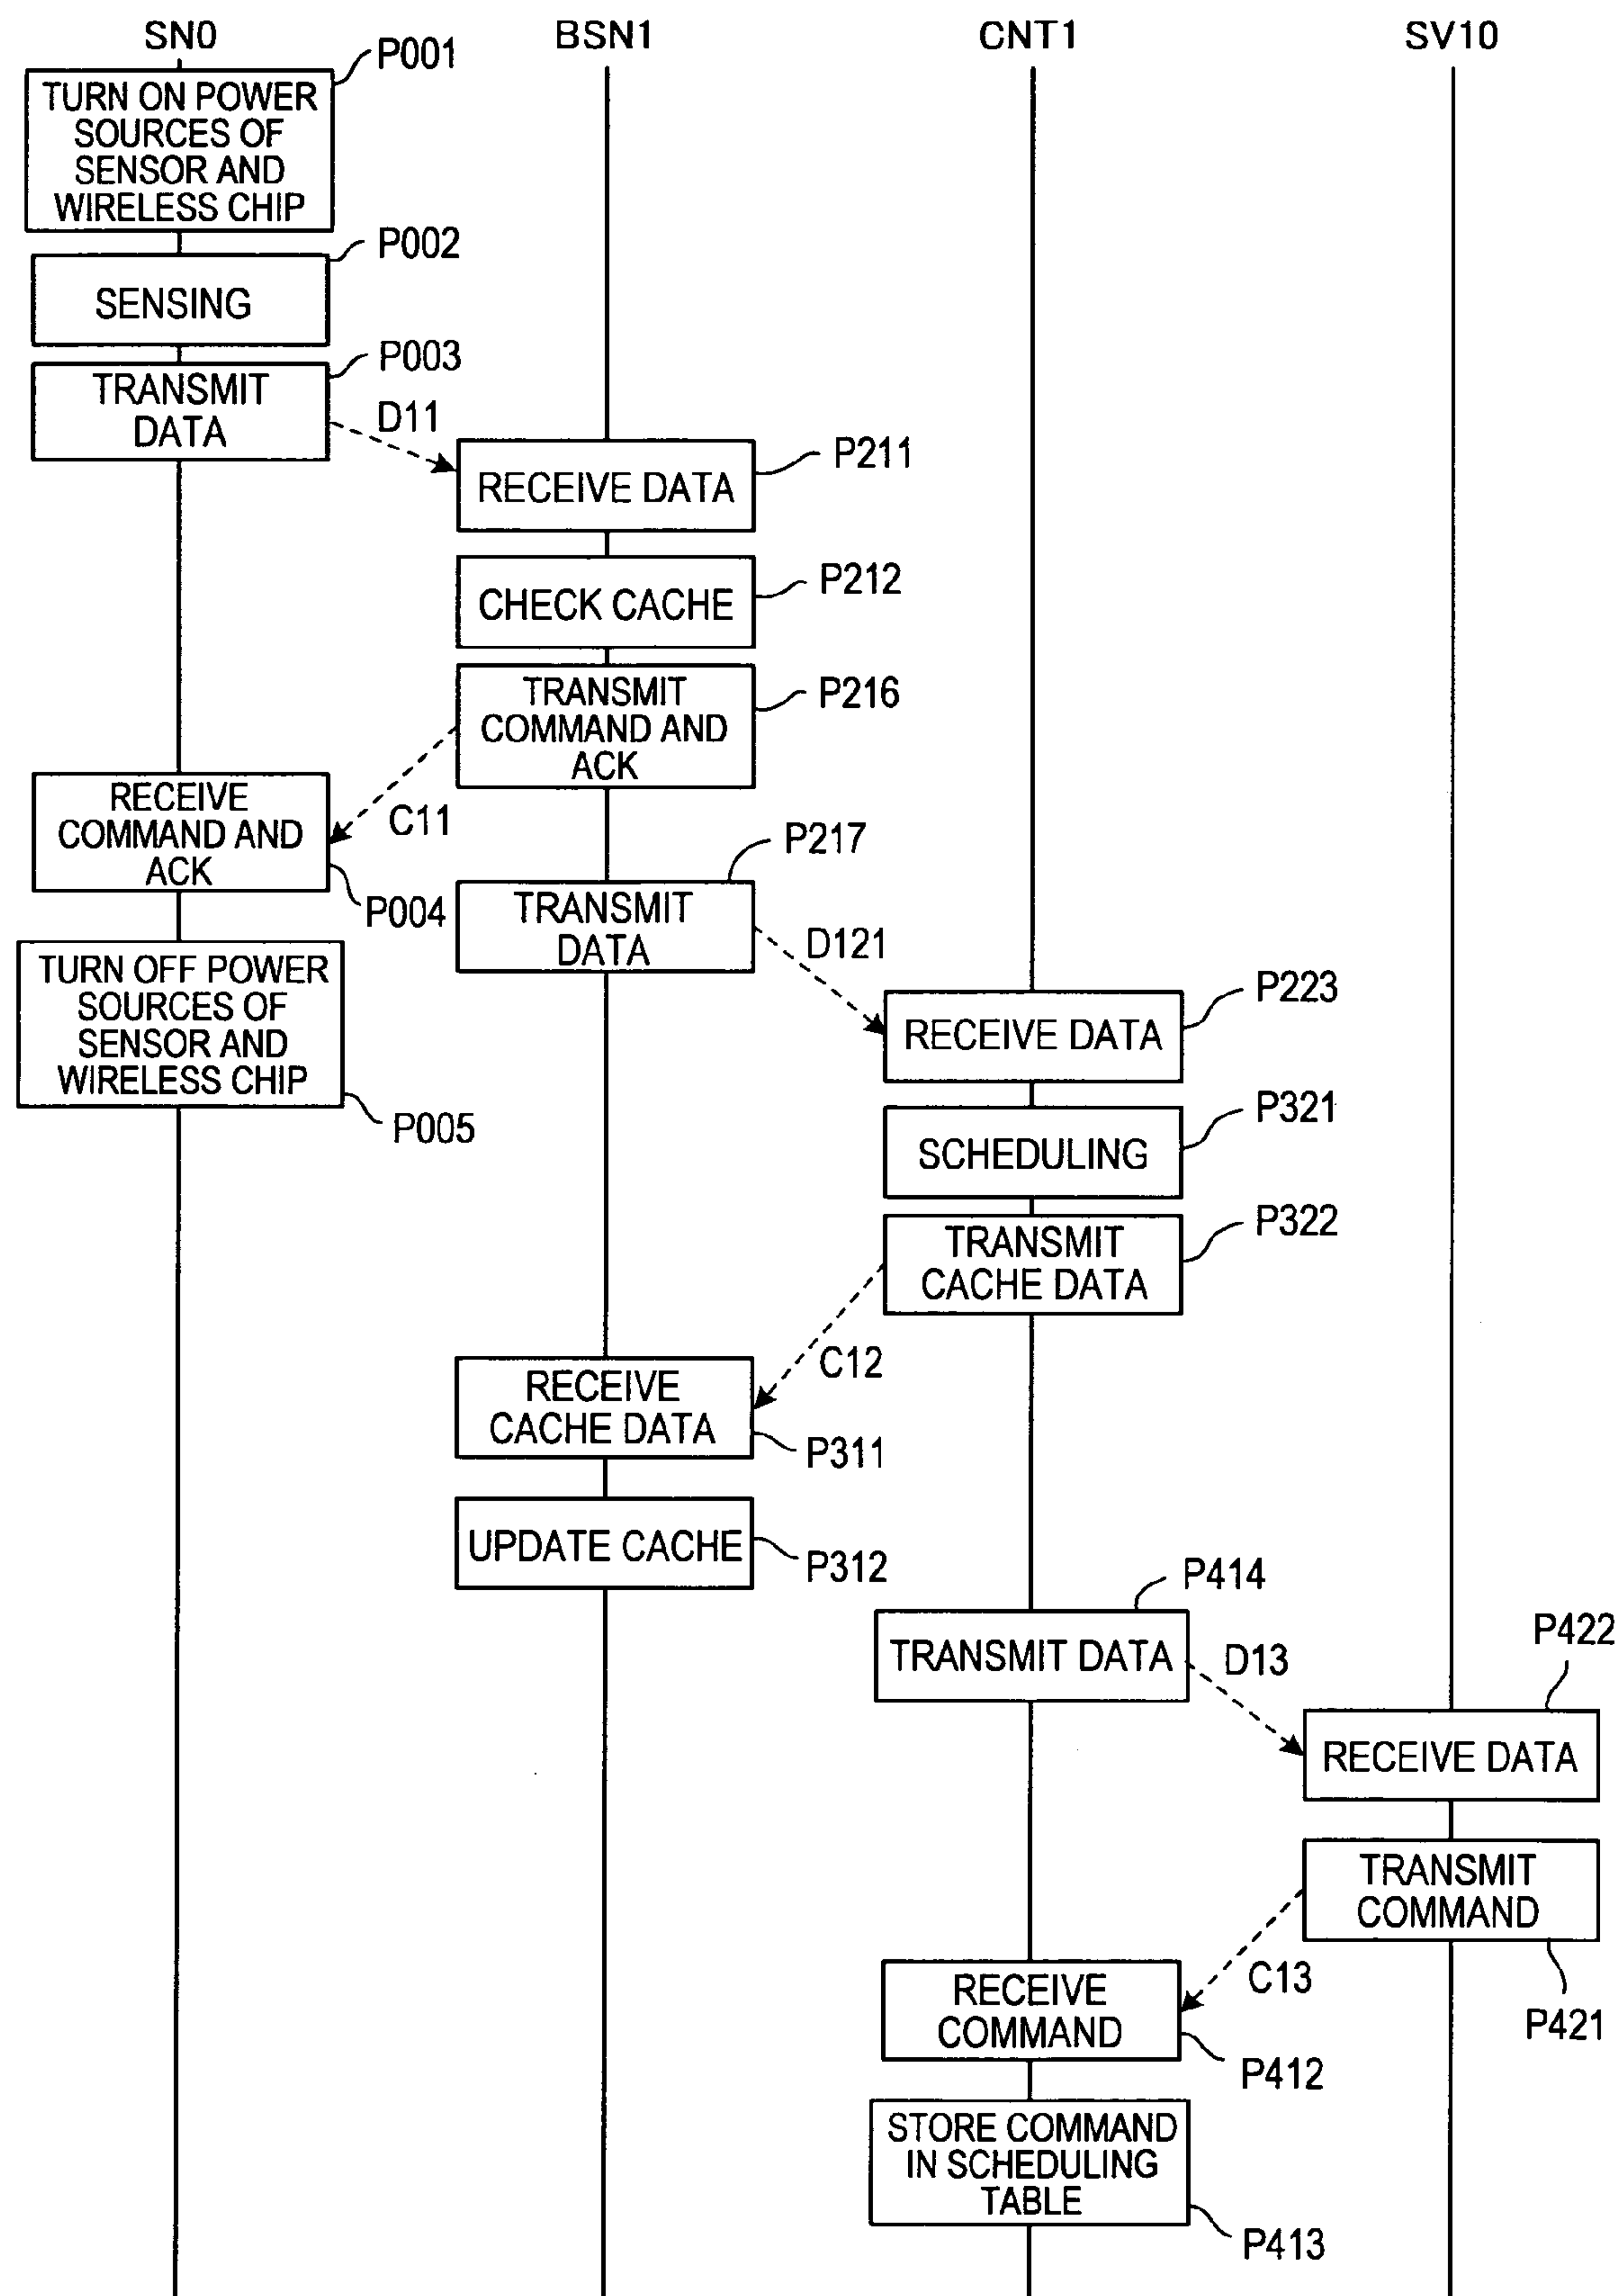 SN0
BSN1
CNT1
SV10
P001
TURN ON POWER
SOURCES OF
SENSOR AND
WIRELESS CHIP
P002
SENSING
P003
TRANSMIT
DATA
D11
P211
RECEIVE DATA
P212
CHECK CACHE
P216
TRANSMIT
COMMAND AND
ACK
C11
RECEIVE
COMMAND AND
ACK
P004
P217
TRANSMIT
DATA
D121
TURN OFF POWER
SOURCES OF
SENSOR AND
WIRELESS CHIP
P005
P223
RECEIVE DATA
P321
SCHEDULING
P322
TRANSMIT
CACHE DATA
C12
RECEIVE
CACHE DATA
P311
UPDATE CACHE
P312
P414
TRANSMIT DATA
D13
P422
RECEIVE DATA
TRANSMIT
COMMAND
P421
C13
RECEIVE
COMMAND
P412
STORE COMMAND
IN SCHEDULING
TABLE
P413